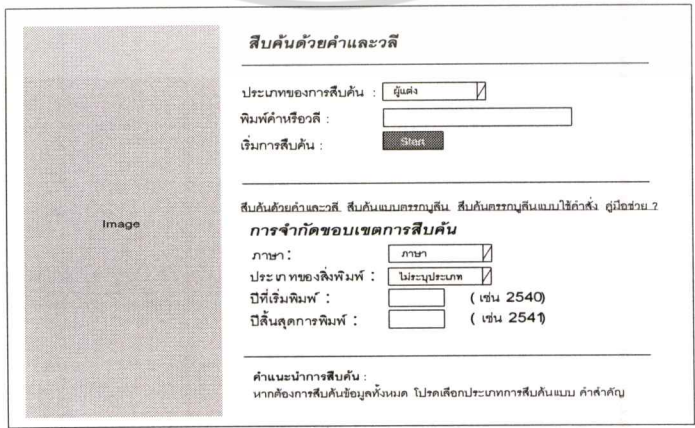 สืบค้นด้วยคำและวลี
ประเภทของการสืบค้น : ผู้แต่ง
พิมพ์คำหรือวลี :
เริ่มการสืบค้น : Start
สืบค้นด้วยคำและวลี สืบค้นแบบตรรกบูลีน สืบค้นตรรกบูลีนแบบใช้คำสั่ง คู่มือช่วย ?
Image
การจำกัดขอบเขตการสืบค้น
ภาษา : ภาษา
ประเภทของสิ่งพิมพ์ : ไม่ระบุประเภท
ปีที่เริ่มพิมพ์ : ( เช่น 2540)
ปีสิ้นสุดการพิมพ์ : ( เช่น 2541)
คำแนะนำการสืบค้น :
หากต้องการสืบค้นข้อมูลทั้งหมด โปรดเลือกประเภทการสืบค้นแบบ คำสำคัญ